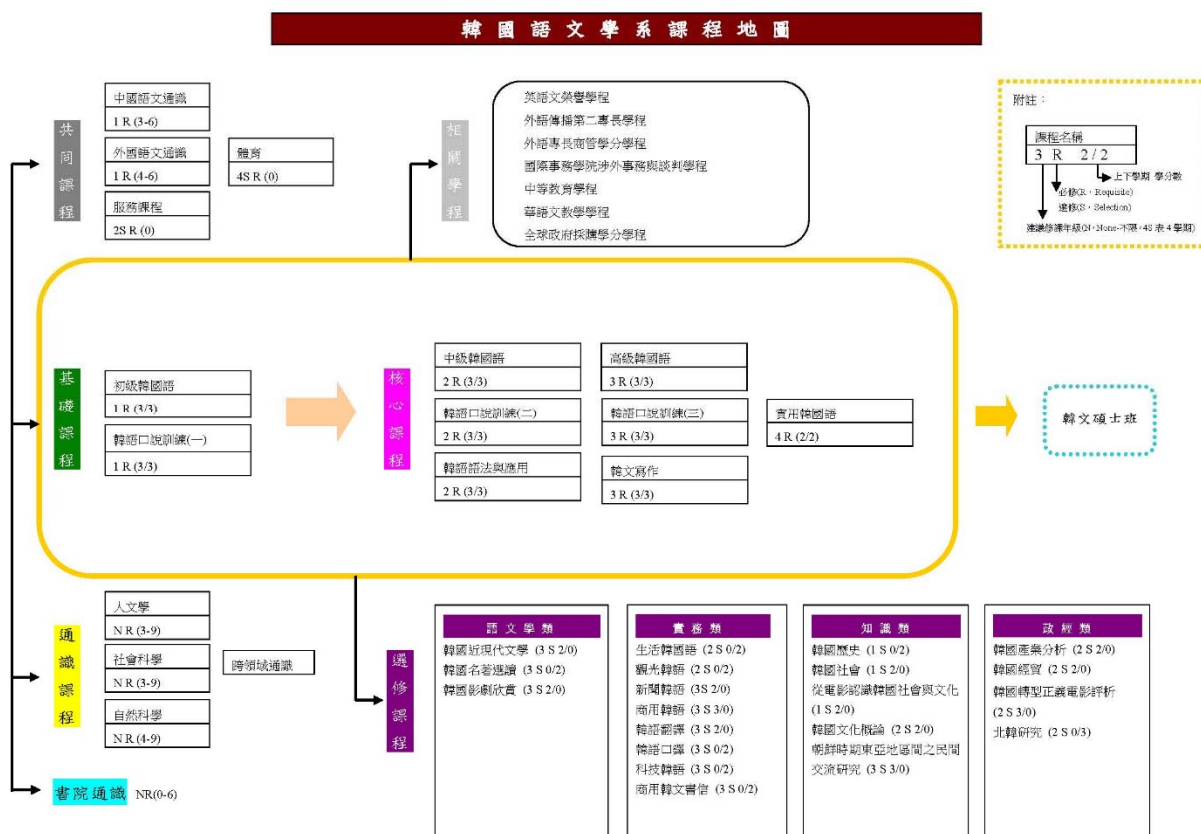 韓國語文學系課程地圖
共同課程
中國語文通識
1 R (3-6)
外國語文通識
1 R (4-6)
服務課程
2S R (0)
體育
4S R (0)
相關學程
英語文榮譽學程
外語傳播第二專長學程
外語專長商管學分學程
國際事務學院涉外事務與談判學程
中等教育學程
華語文教學學程
全球政府採購學分學程
附註：
課程名稱
3 R 2/2
上下學期 學分數
必修(R，Requisite)
選修(S，Selection)
建議修課年級(N，None-不限，4S 表 4 學期)
基礎課程
初級韓國語
1 R (3/3)
韓語口說訓練(一)
1 R (3/3)
核心課程
中級韓國語
2 R (3/3)
韓語口說訓練(二)
2 R (3/3)
韓語語法與應用
2 R (3/3)
高級韓國語
3 R (3/3)
韓語口說訓練(三)
3 R (3/3)
韓文寫作
3 R (3/3)
實用韓國語
4 R (2/2)
韓文碩士班
通識課程
人文學
N R (3-9)
社會科學
N R (3-9)
自然科學
N R (4-9)
跨領域通識
書院通識 NR(0-6)
選修課程
語文學類
韓國近現代文學 (3 S 2/0)
韓國名著選讀 (3 S 0/2)
韓國影劇欣賞 (3 S 2/0)
實務類
生活韓國語 (2 S 0/2)
觀光韓語 (2 S 0/2)
新聞韓語 (3S 2/0)
商用韓語 (3 S 3/0)
韓語翻譯 (3 S 2/0)
韓語口譯 (3 S 0/2)
科技韓語 (3 S 0/2)
商用韓文書信 (3 S 0/2)
知識類
韓國歷史 (1 S 0/2)
韓國社會 (1 S 2/0)
從電影認識韓國社會與文化
(1 S 2/0)
韓國文化概論 (2 S 2/0)
朝鮮時期東亞地區間之民間
交流研究 (3 S 3/0)
政經類
韓國產業分析 (2 S 2/0)
韓國經貿 (2 S 2/0)
韓國轉型正義電影評析
(2 S 3/0)
北韓研究 (2 S 0/3)